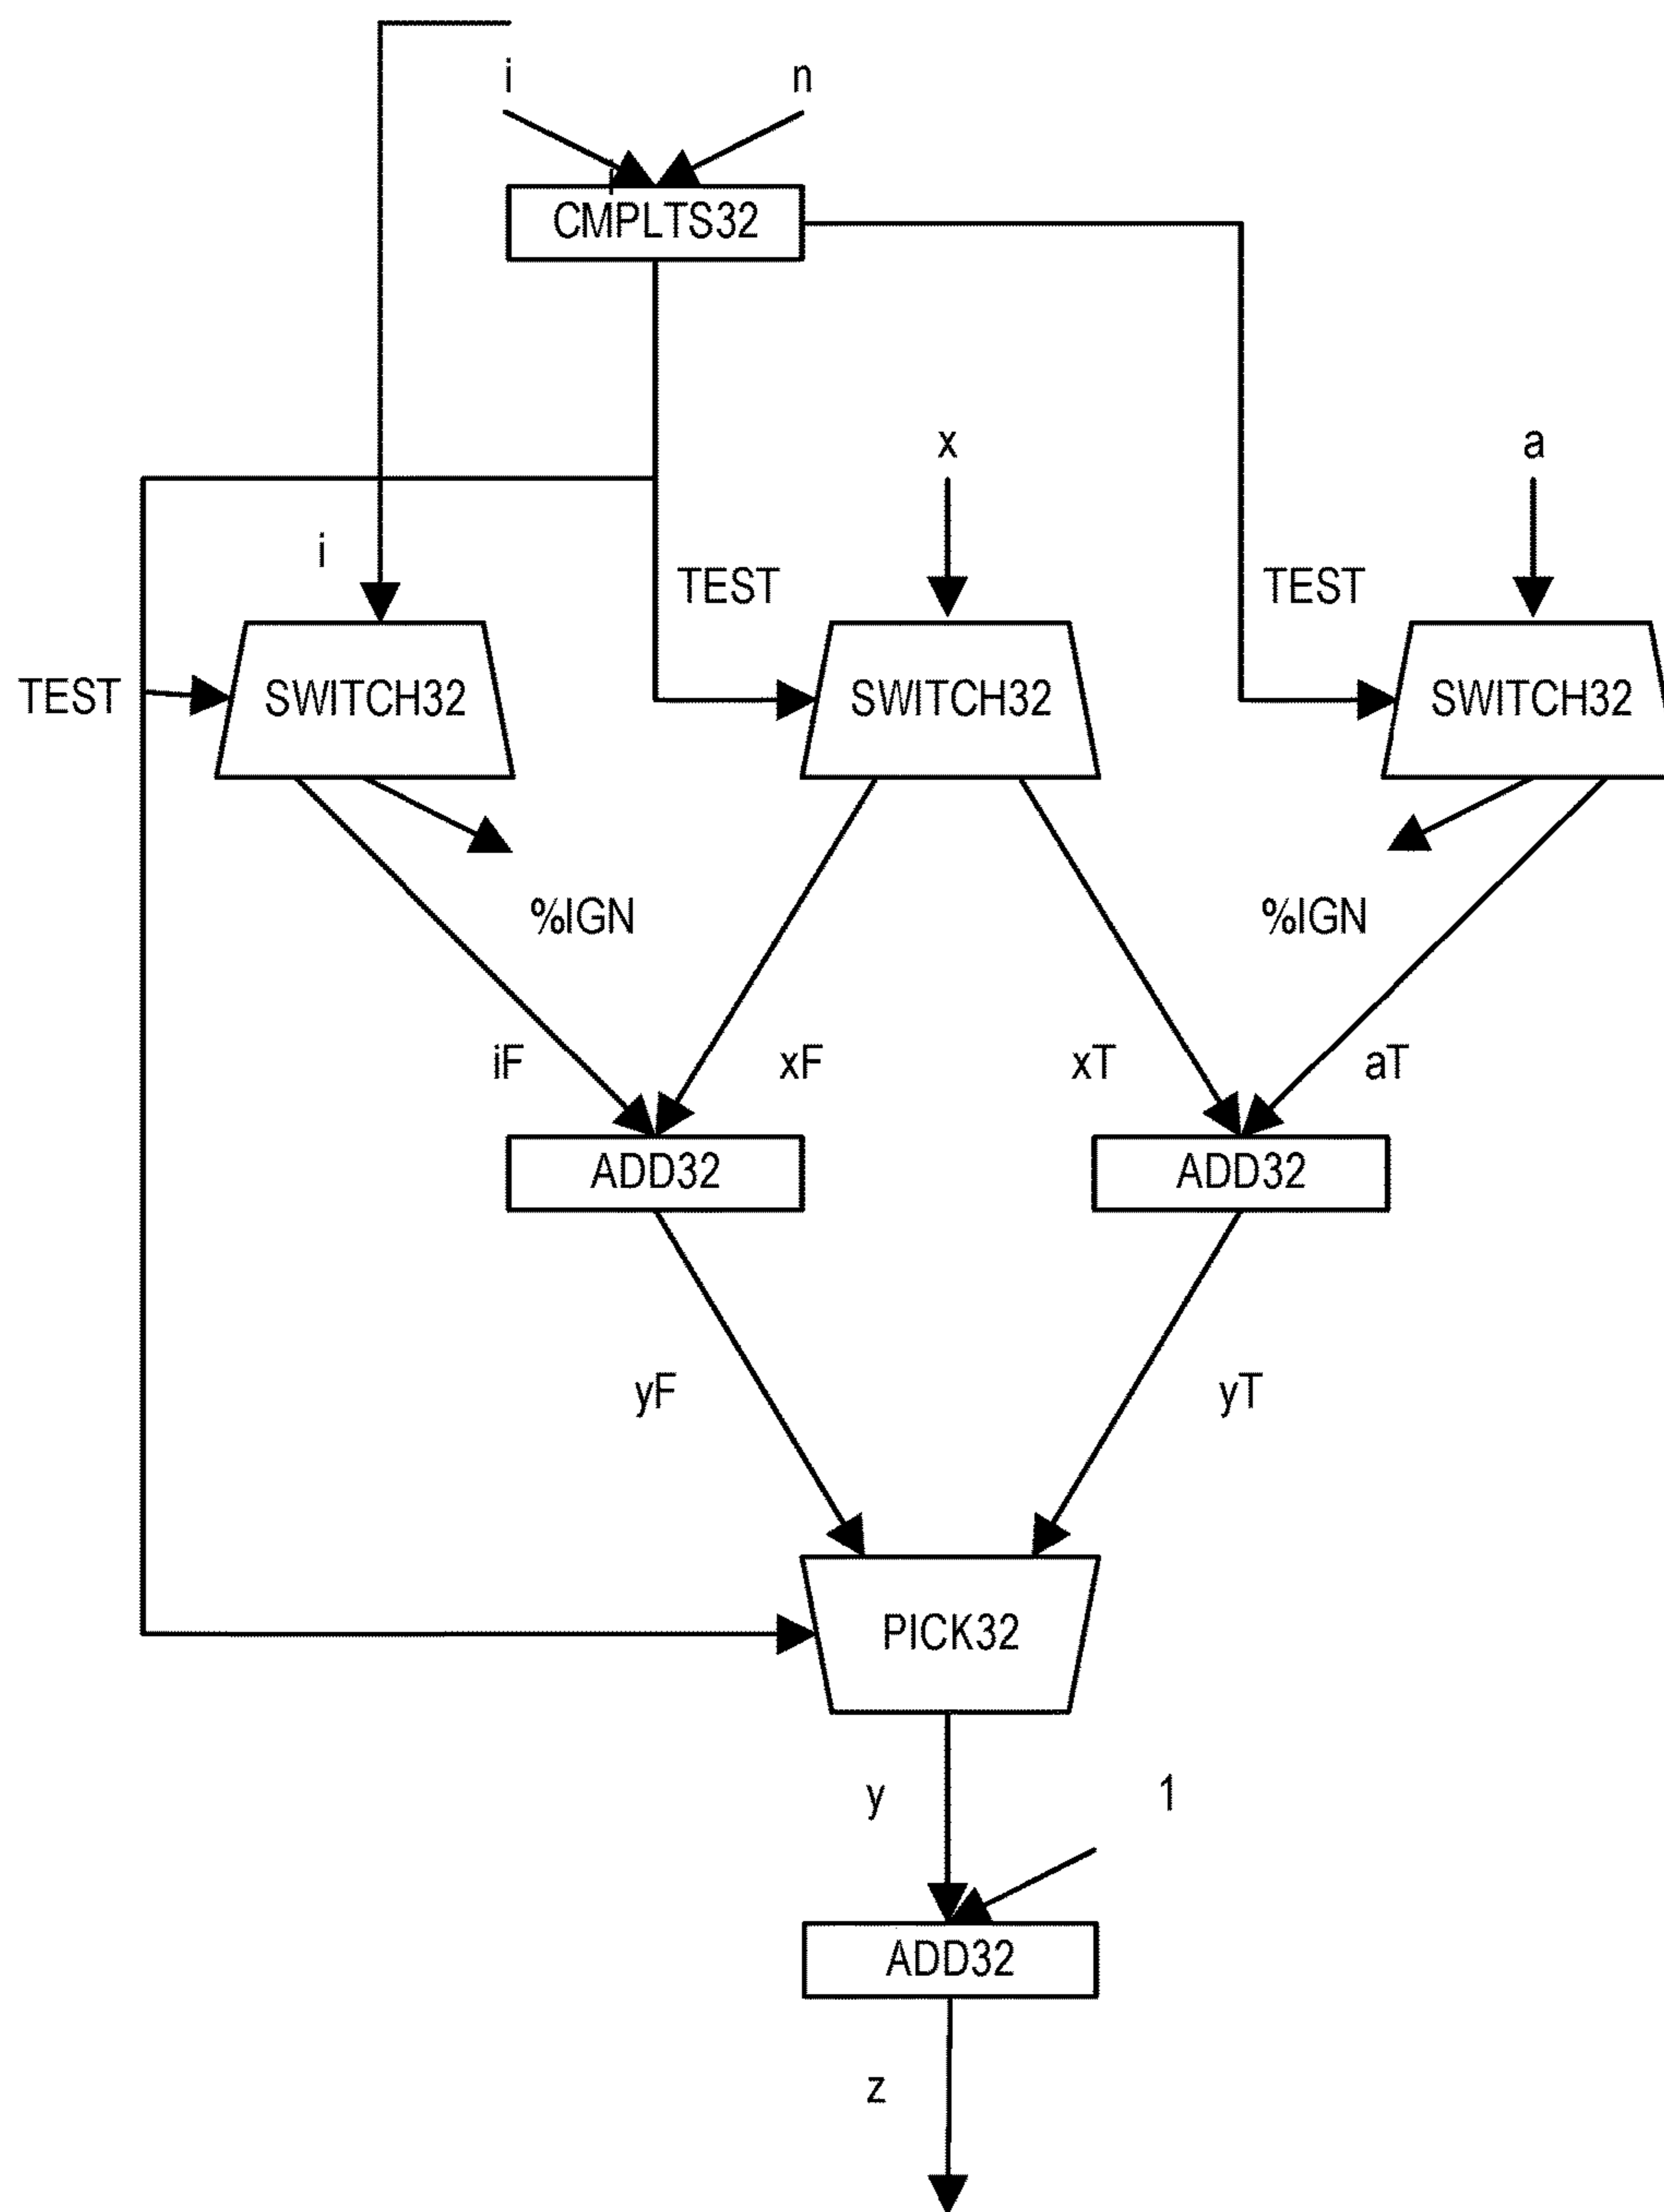 i n
CMPLTS32
x a
i TEST TEST
TEST SWITCH32 SWITCH32 SWITCH32
%IGN %IGN
iF xF xT aT
ADD32 ADD32
yF yT
PICK32
y 1
ADD32
z